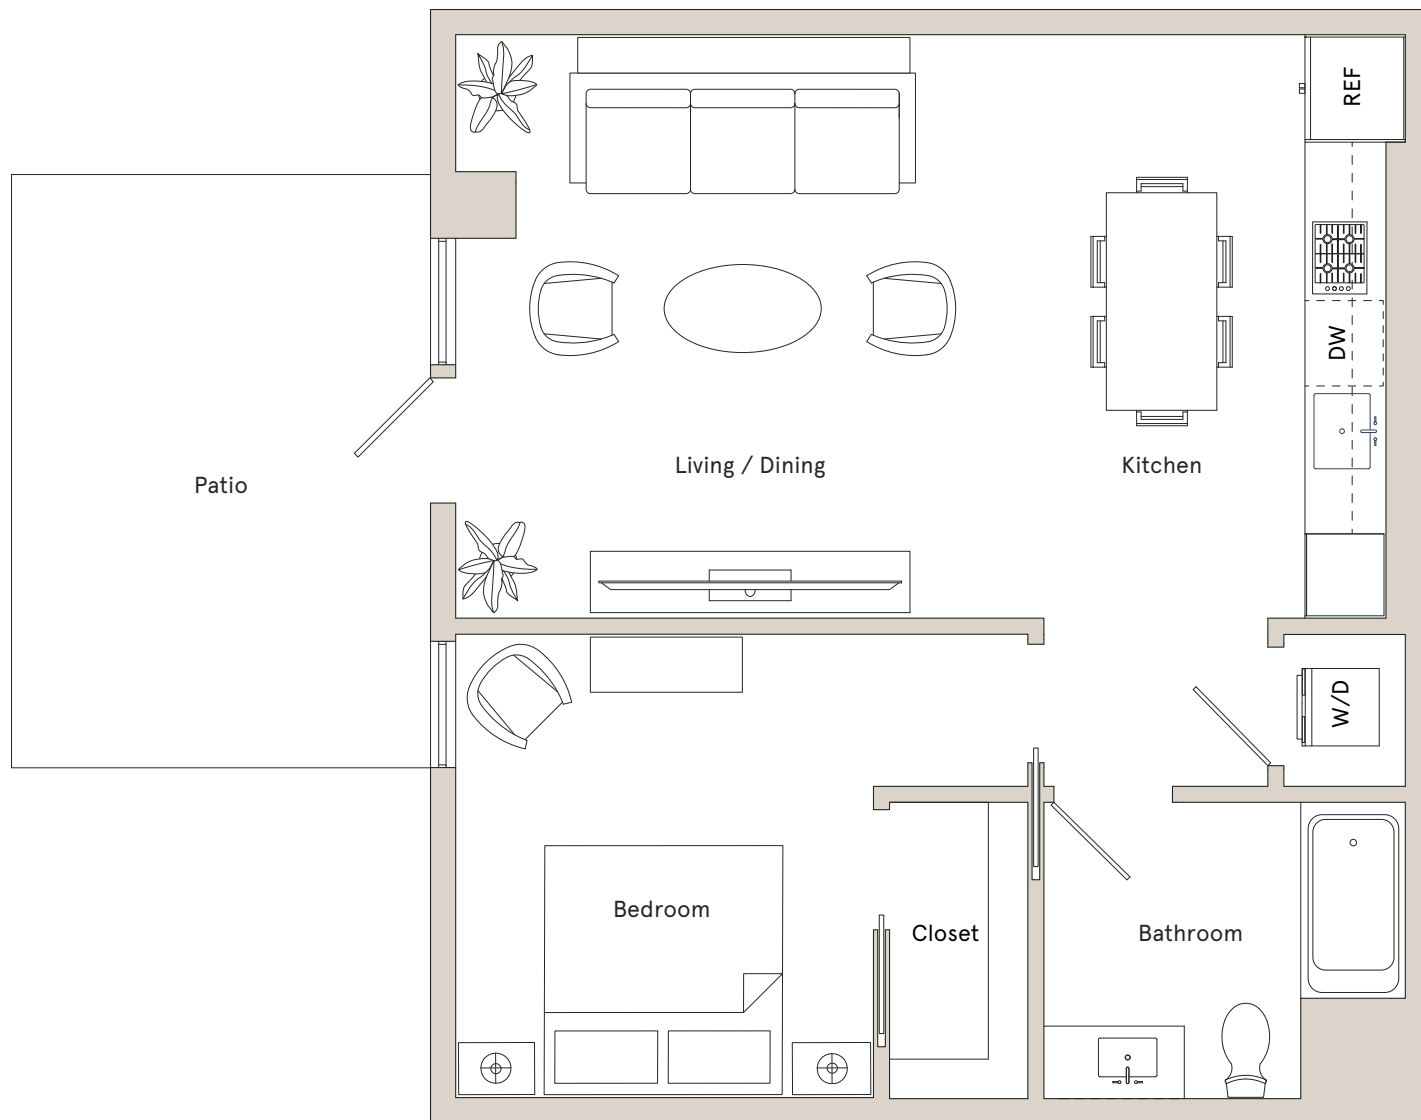 REF
DW
Living / Dining
Kitchen
Patio
W/D
Bedroom
Closet
Bathroom